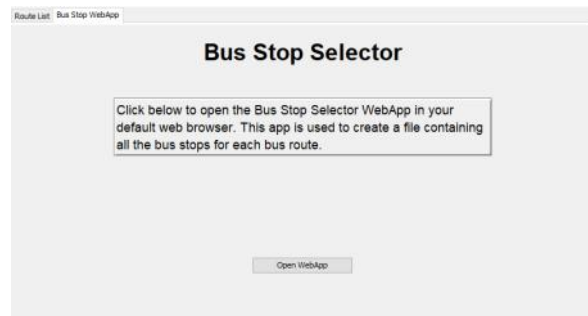 Route List Bus Stop WebApp
Bus Stop Selector
Click below to open the Bus Stop Selector WebApp in your
default web browser. This app is used to create a file containing
all the bus stops for each bus route.
Open WebApp